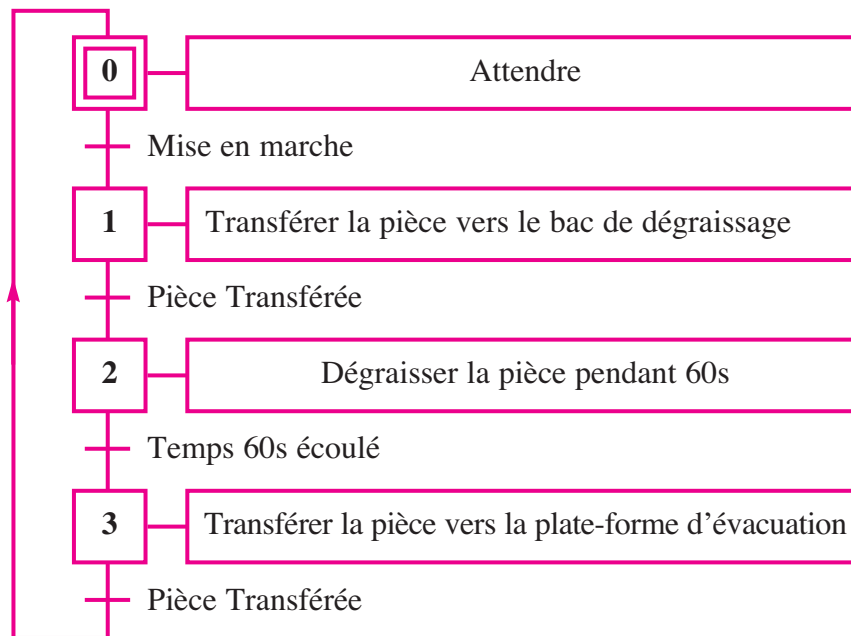 0 Attendre
Mise en marche
1 Transférer la pièce vers le bac de dégraissage
Pièce Transférée
2 Dégraisser la pièce pendant 60s
Temps 60s écoulé
3 Transférer la pièce vers la plate-forme d'évacuation
Pièce Transférée